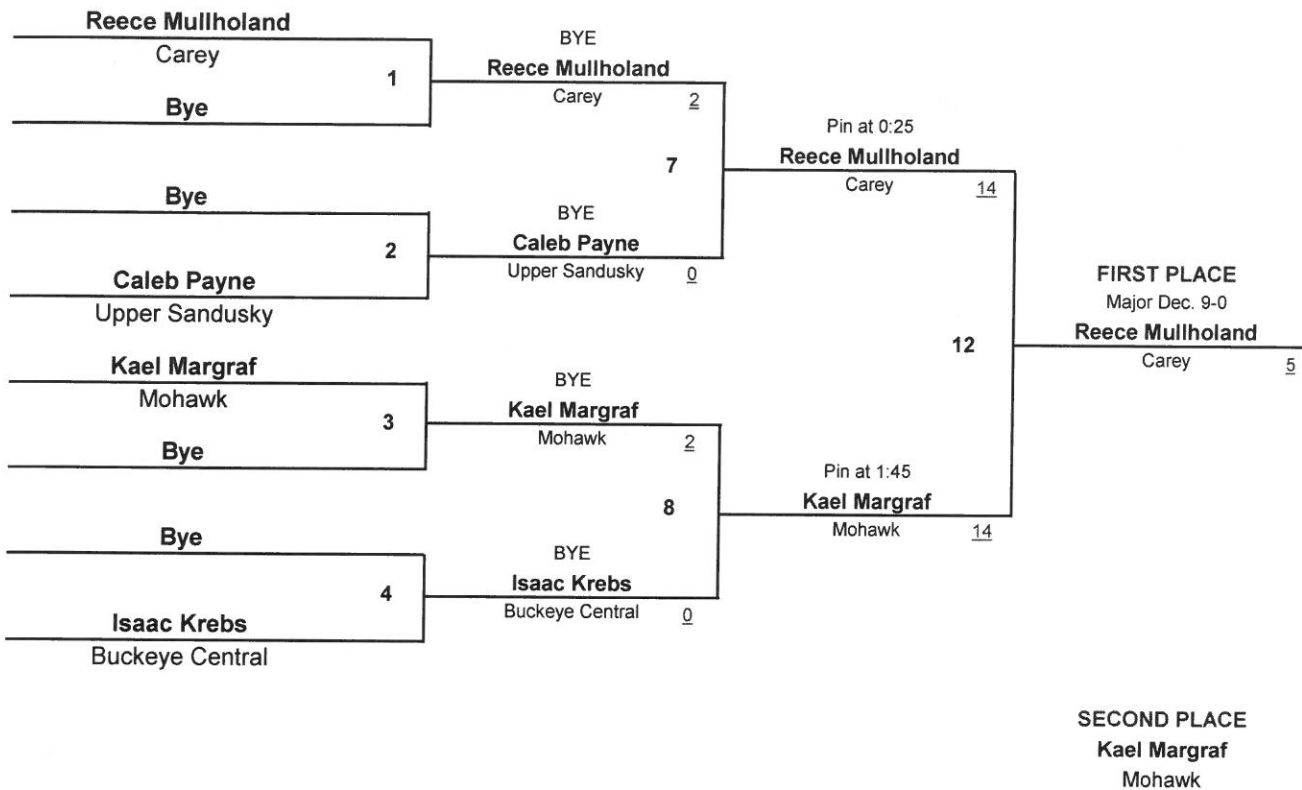 Reece Mullholand
Carey
1
Bye
Bye
2
Caleb Payne
Upper Sandusky
Kael Margraf
Mohawk
3
Bye
Bye
4
Isaac Krebs
Buckeye Central
BYE
Reece Mullholand
Carey 2
7
BYE
Caleb Payne
Upper Sandusky 0
BYE
Kael Margraf
Mohawk 2
8
BYE
Isaac Krebs
Buckeye Central 0
Pin at 0:25
Reece Mullholand
Carey 14
12
Pin at 1:45
Kael Margraf
Mohawk 14
FIRST PLACE
Major Dec. 9-0
Reece Mullholand
Carey 5
SECOND PLACE
Kael Margraf
Mohawk